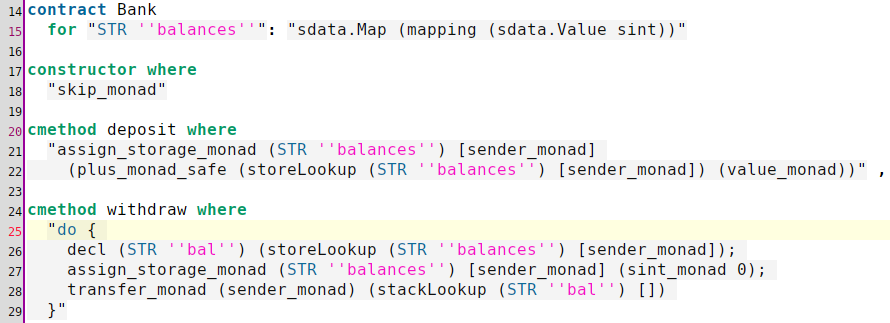 14 contract Bank
15   for "STR ''balances''": "sdata.Map (mapping (sdata.Value sint))"
16
17 constructor where
18   "skip_monad"
19
20 cmethod deposit where
21   "assign_storage_monad (STR ''balances'') [sender_monad]
22     (plus_monad_safe (storeLookup (STR ''balances'') [sender_monad]) (value_monad))" ,
23
24 cmethod withdraw where
25   "do {
26     decl (STR ''bal'') (storeLookup (STR ''balances'') [sender_monad]);
27     assign_storage_monad (STR ''balances'') [sender_monad] (sint_monad 0);
28     transfer_monad (sender_monad) (stackLookup (STR ''bal'') [])
29   }"